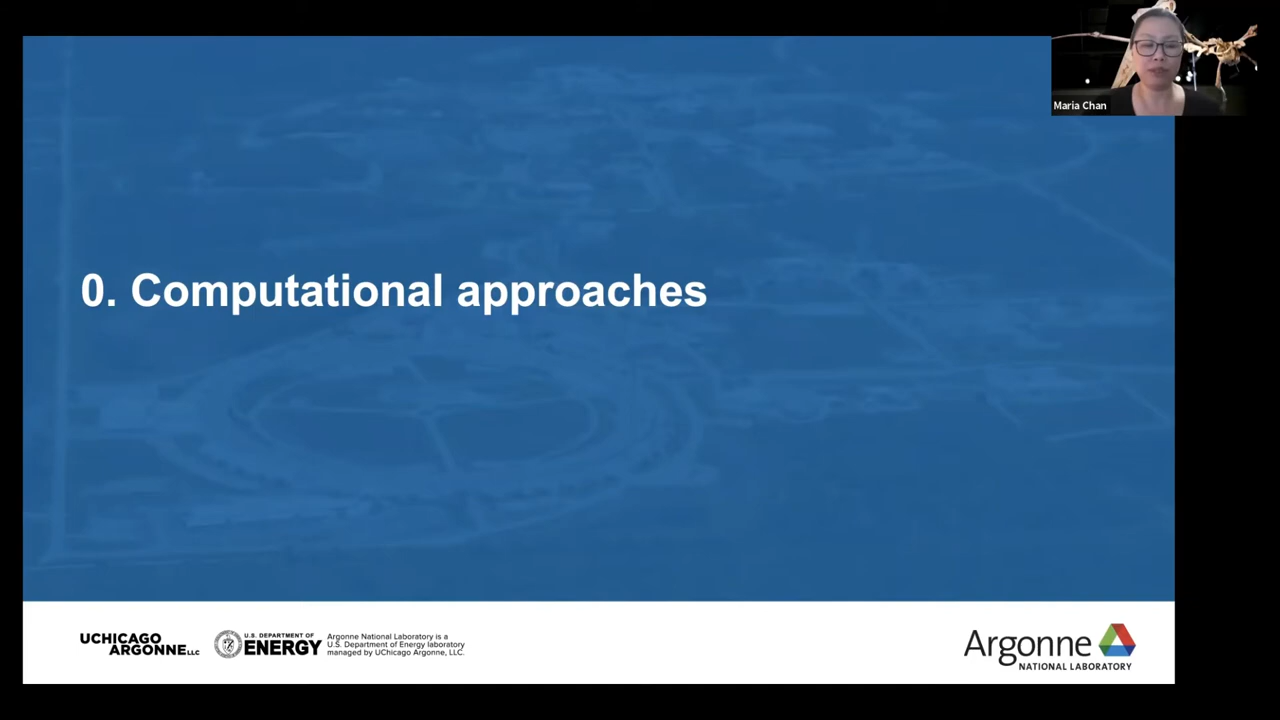 Maria Chan
0. Computational approaches
UCHICAGO
ARGONNE LLC
U.S. DEPARTMENT OF
ENERGY
Argonne National Laboratory is a
U.S. Department of Energy laboratory
managed by UChicago Argonne, LLC.
Argonne
NATIONAL LABORATORY